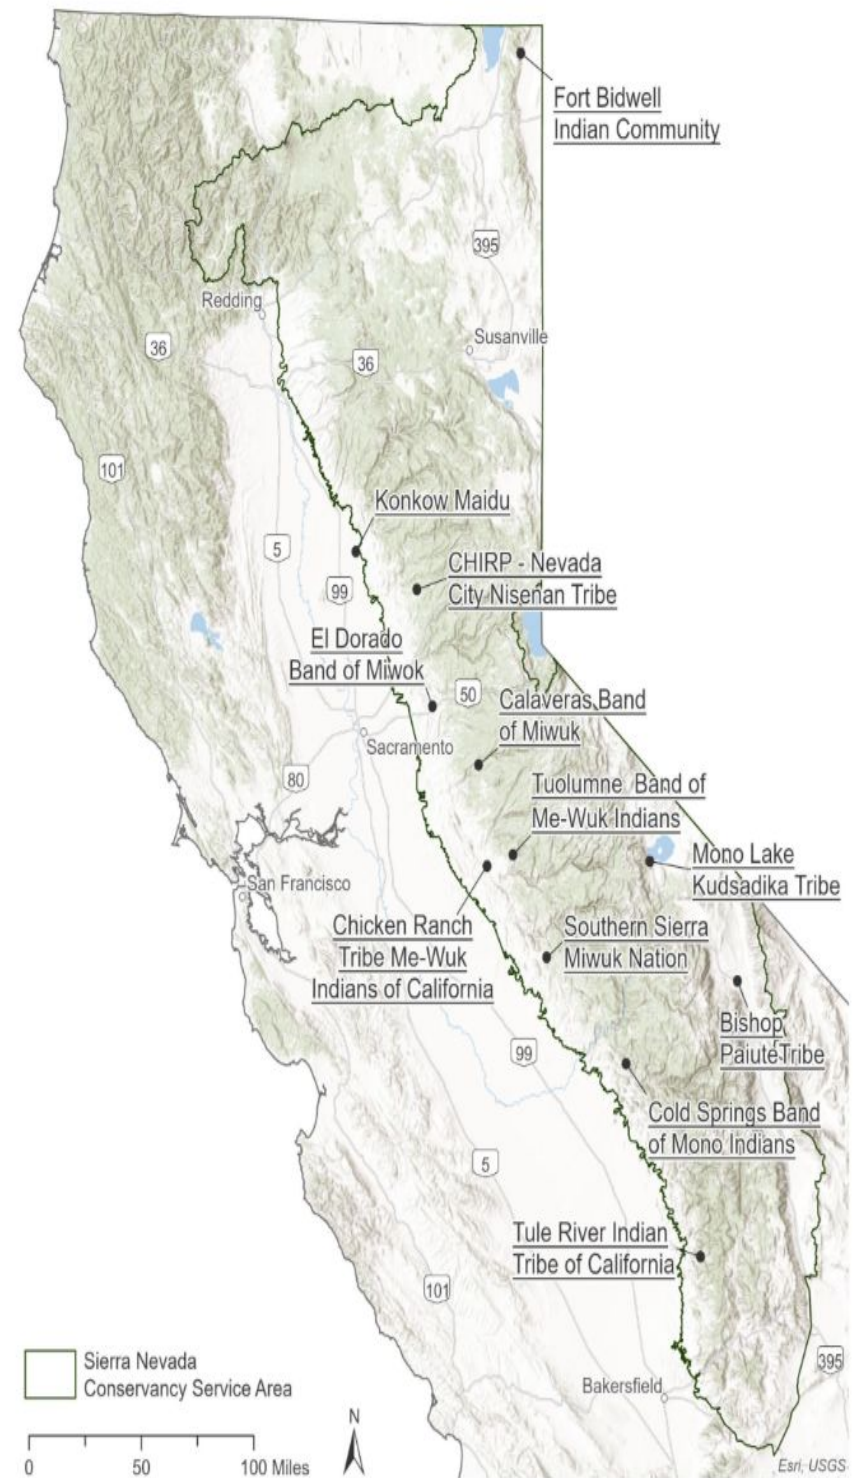 Fort Bidwell
Indian Community
395
Redding
Susanville
36
36
101
Konkow Maidu
5
CHIRP - Nevada
City Nisenan Tribe
99
El Dorado
Band of Miwok
50
Calaveras Band
of Miwuk
Sacramento
80
Tuolumne Band of
Me-Wuk Indians
Mono Lake
Kudsadika Tribe
San Francisco
Chicken Ranch
Tribe Me-Wuk
Indians of California
Southern Sierra
Miwuk Nation
Bishop
Paiute Tribe
99
Cold Springs Band
of Mono Indians
5
Tule River Indian
Tribe of California
101
Sierra Nevada
Conservancy Service Area
395
Bakersfield
N
0 50 100 Miles
Esri, USGS